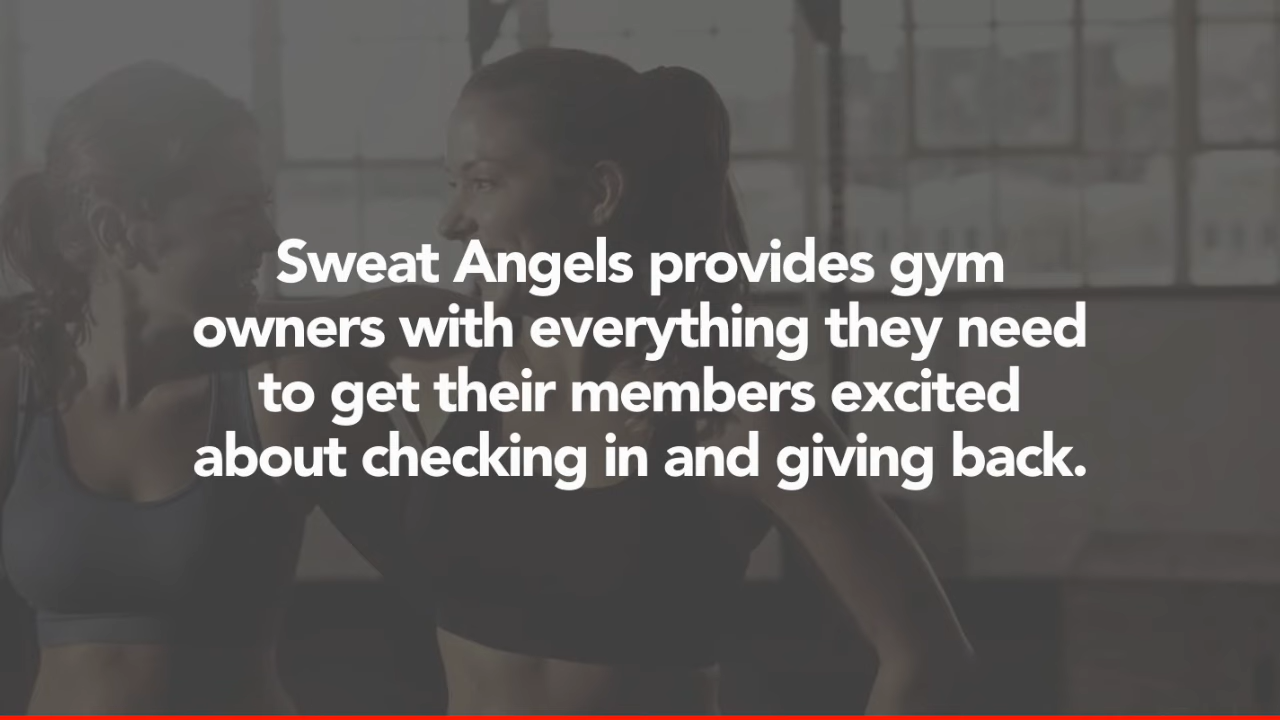 Sweat Angels provides gym
owners with everything they need
to get their members excited
about checking in and giving back.